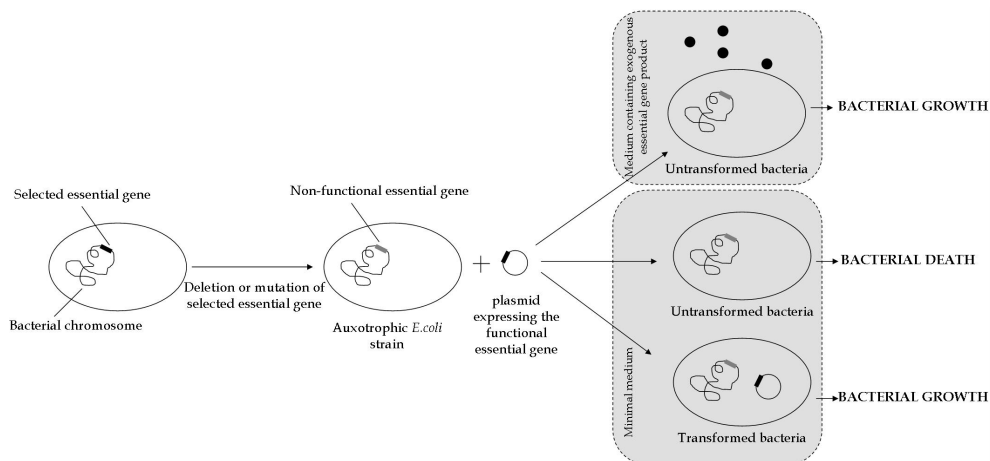 Selected essential gene
Bacterial chromosome
Deletion or mutation of
selected essential gene
Non-functional essential gene
Auxotrophic E.coli
strain
+
plasmid
expressing the
functional
essential gene
Medium containing exogenous
essential gene product
Untransformed bacteria
BACTERIAL GROWTH
Minimal medium
Untransformed bacteria
BACTERIAL DEATH
Transformed bacteria
BACTERIAL GROWTH